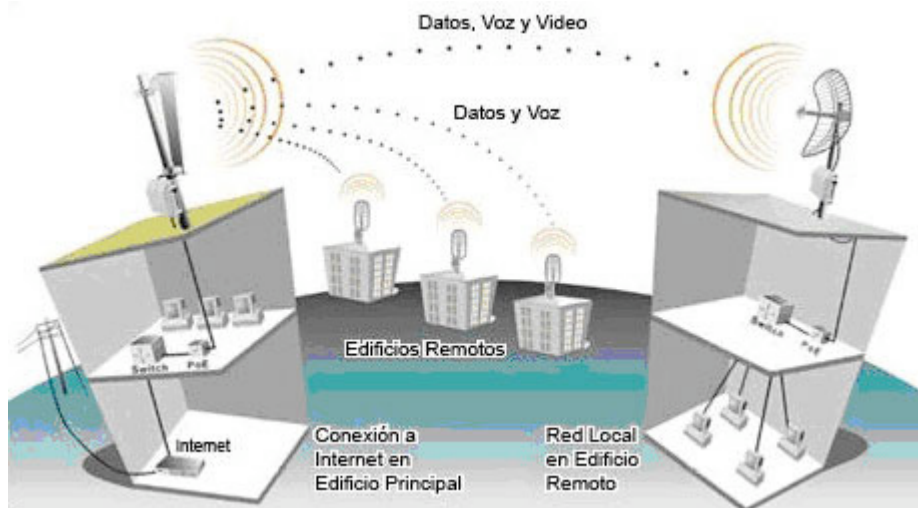 Datos, Voz y Video
Datos y Voz
Edificios Remotos
Switch
PoE
Switch
PoE
Internet
Conexión a
Internet en
Edificio Principal
Red Local
en Edificio
Remoto